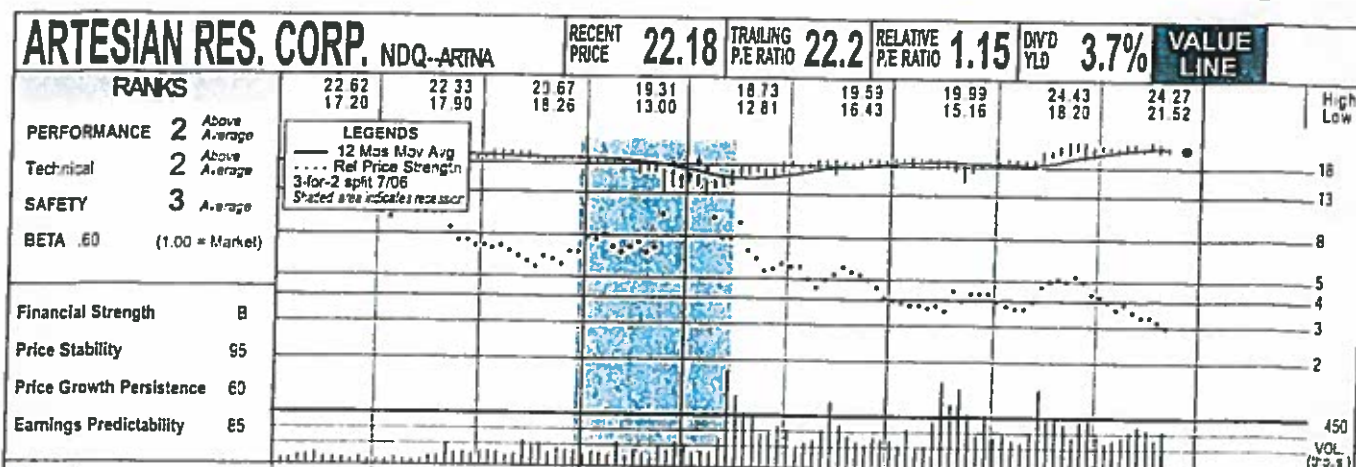 ARTESIAN RES. CORP. NDQ--ARTNA
RECENT PRICE 22.18
TRAILING P/E RATIO 22.2
RELATIVE P/E RATIO 1.15
DIV'D YLD 3.7%
VALUE LINE
RANKS
PERFORMANCE 2 Above Average
Technical 2 Above Average
SAFETY 3 Average
BETA .60 (1.00 = Market)
Financial Strength B
Price Stability 95
Price Growth Persistence 60
Earnings Predictability 85
22.62 22.33 20.67 19.31 18.73 19.59 19.99 24.43 24.27 High
17.20 17.90 18.26 13.00 12.81 16.43 15.16 18.20 21.52 Low
LEGENDS
12 Mos Mov Avg
Rel Price Strength
3-for-2 split 7/06
Shaded area indicates recession
18
13
8
5
4
3
2
450
VOL.
(thous.)